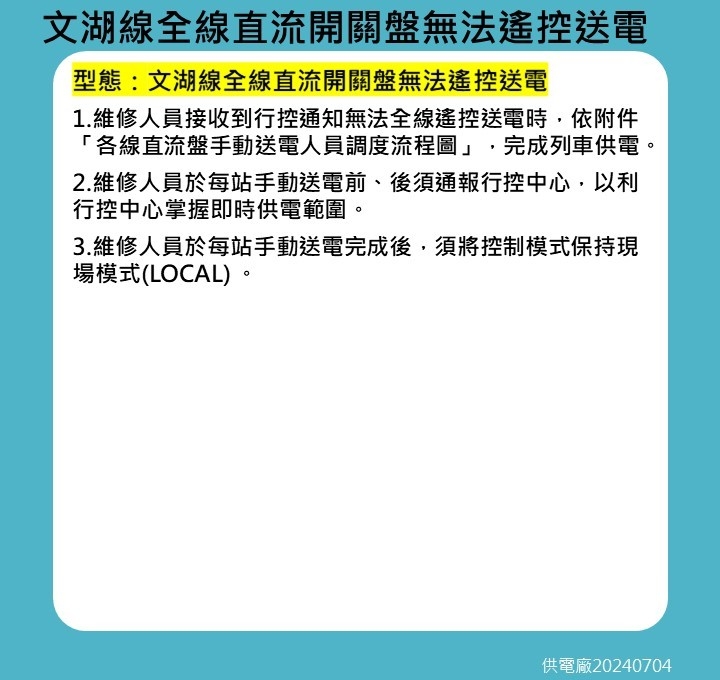 文湖線全線直流開關盤無法遙控送電
型態：文湖線全線直流開關盤無法遙控送電
1.維修人員接收到行控通知無法全線遙控送電時，依附件
「各線直流盤手動送電人員調度流程圖」，完成列車供電。
2.維修人員於每站手動送電前、後須通報行控中心，以利
行控中心掌握即時供電範圍。
3.維修人員於每站手動送電完成後，須將控制模式保持現
場模式(LOCAL) 。
供電廠20240704